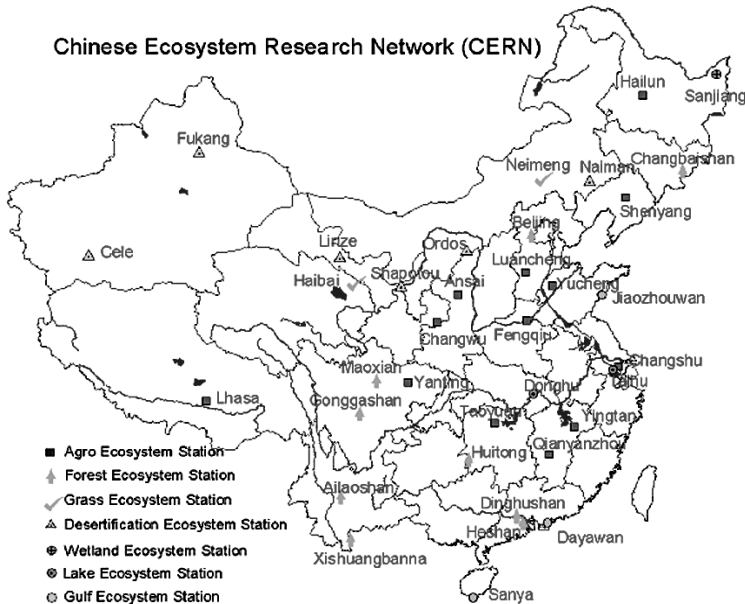 Chinese Ecosystem Research Network (CERN)
Hailun
Sanjiang
Fukang
Neimeng
Naiman
Changbaishan
Shenyang
Beijing
Cele
Linze
Ordos
Luancheng
Haibai
Shapotou
Ansai
Yucheng
Jiaozhouwan
Changwu
Fengqiu
Maoxian
Yanting
Donghu
Changshu
Lhasa
Gonggashan
Taoyuan
Yingtan
Qianyanzhou
Huitong
Agro Ecosystem Station
Forest Ecosystem Station
Grass Ecosystem Station
Desertification Ecosystem Station
Wetland Ecosystem Station
Lake Ecosystem Station
Gulf Ecosystem Station
Ailaoshan
Dinghushan
Heshan
Dayawan
Xishuangbanna
Sanya